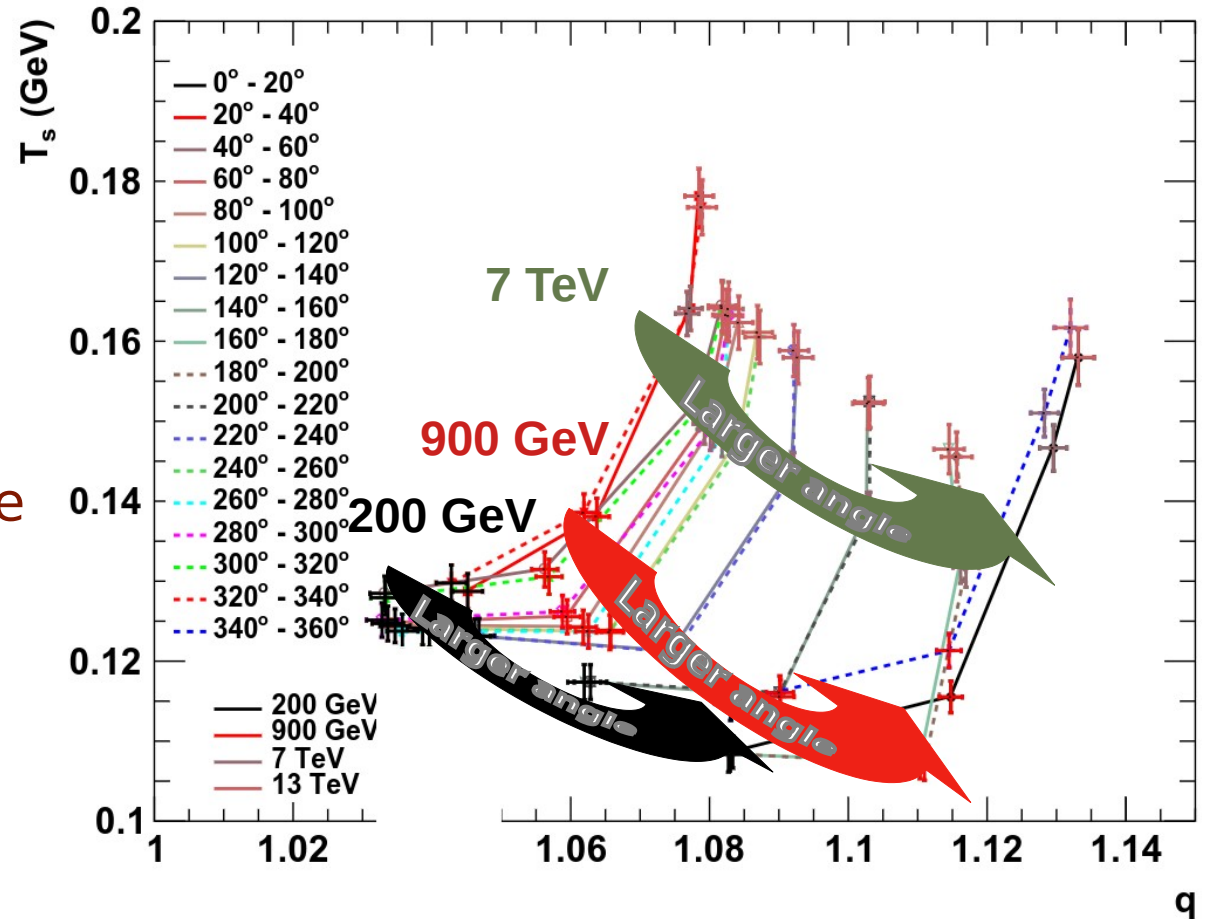 0.2
T_s (GeV)
0° - 20°
20° - 40°
40° - 60°
60° - 80°
80° - 100°
100° - 120°
120° - 140°
140° - 160°
160° - 180°
180° - 200°
200° - 220°
220° - 240°
240° - 260°
260° - 280°
280° - 300°
300° - 320°
320° - 340°
340° - 360°
0.18
7 TeV
0.16
900 GeV
Larger angle
0.14
e
200 GeV
Larger angle
Larger angle
0.12
200 GeV
900 GeV
7 TeV
13 TeV
0.1
1 1.02 1.06 1.08 1.1 1.12 1.14
q